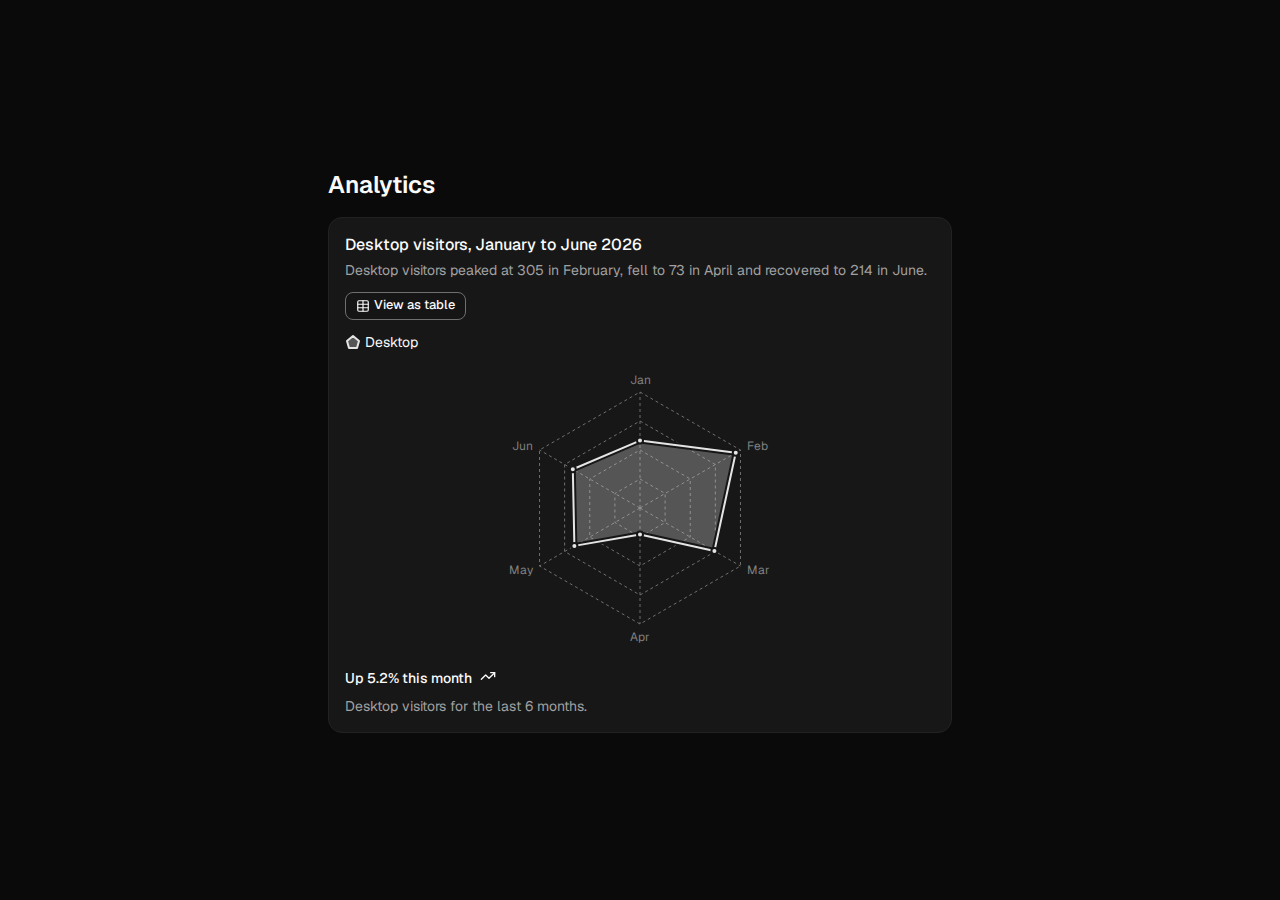 Analytics
Desktop visitors, January to June 2026
Desktop visitors peaked at 305 in February, fell to 73 in April and recovered to 214 in June.
View as table
Desktop
Jan
Jun
Feb
May
Mar
Apr
Up 5.2% this month
Desktop visitors for the last 6 months.